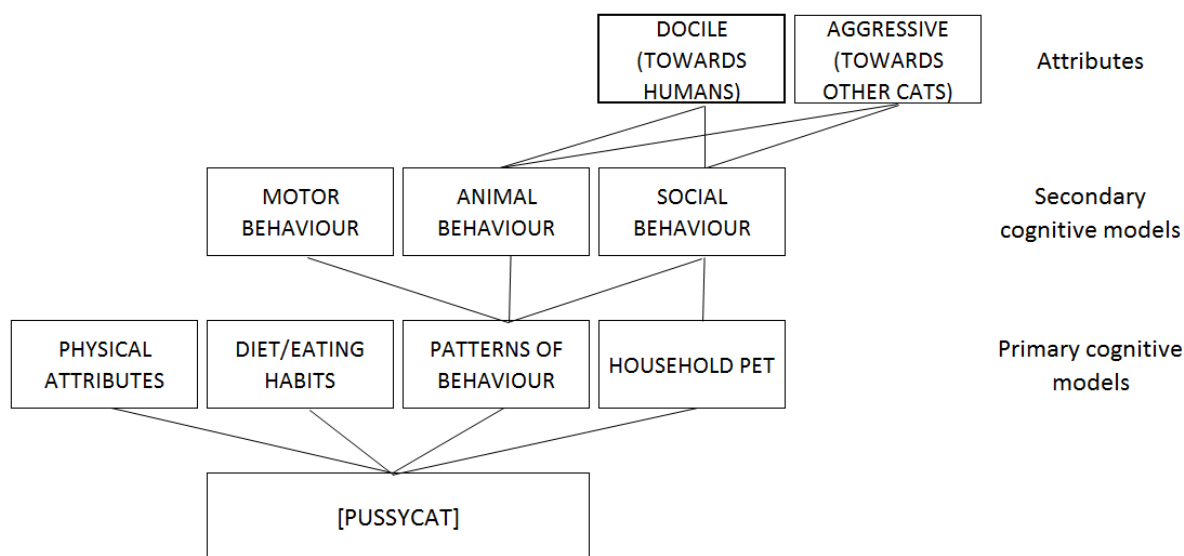 DOCILE
(TOWARDS
HUMANS)
AGGRESSIVE
(TOWARDS
OTHER CATS)
Attributes
MOTOR
BEHAVIOUR
ANIMAL
BEHAVIOUR
SOCIAL
BEHAVIOUR
Secondary
cognitive models
PHYSICAL
ATTRIBUTES
DIET/EATING
HABITS
PATTERNS OF
BEHAVIOUR
HOUSEHOLD PET
Primary cognitive
models
[PUSSYCAT]